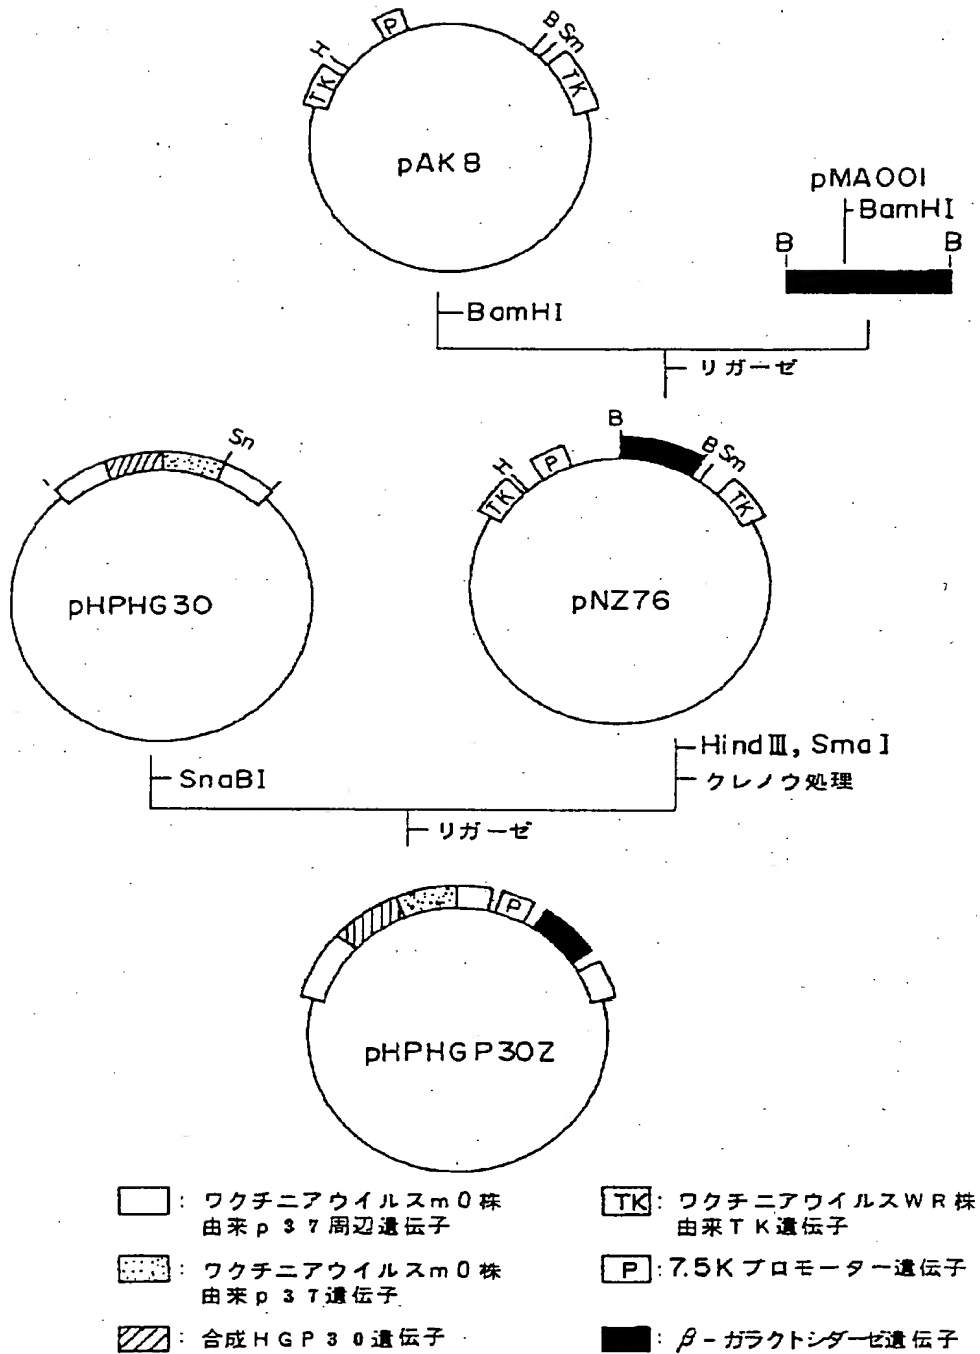 H
P
B Sm
TK
TK
pAK8
pMA001
BamHI
B
B
BamHI
リガーゼ
Sn
B
H
P
B Sm
TK
TK
pHPHG30
pNZ76
SnaBI
HindⅢ, SmaI
クレノウ処理
リガーゼ
P
pHPHGP30Z
: ワクチニアウイルスmO株
由来p37周辺遺伝子
: ワクチニアウイルスmO株
由来p37遺伝子
: 合成HGP30遺伝子
TK : ワクチニアウイルスWR株
由来TK遺伝子
P : 7.5Kプロモーター遺伝子
: β-ガラクトシダーゼ遺伝子